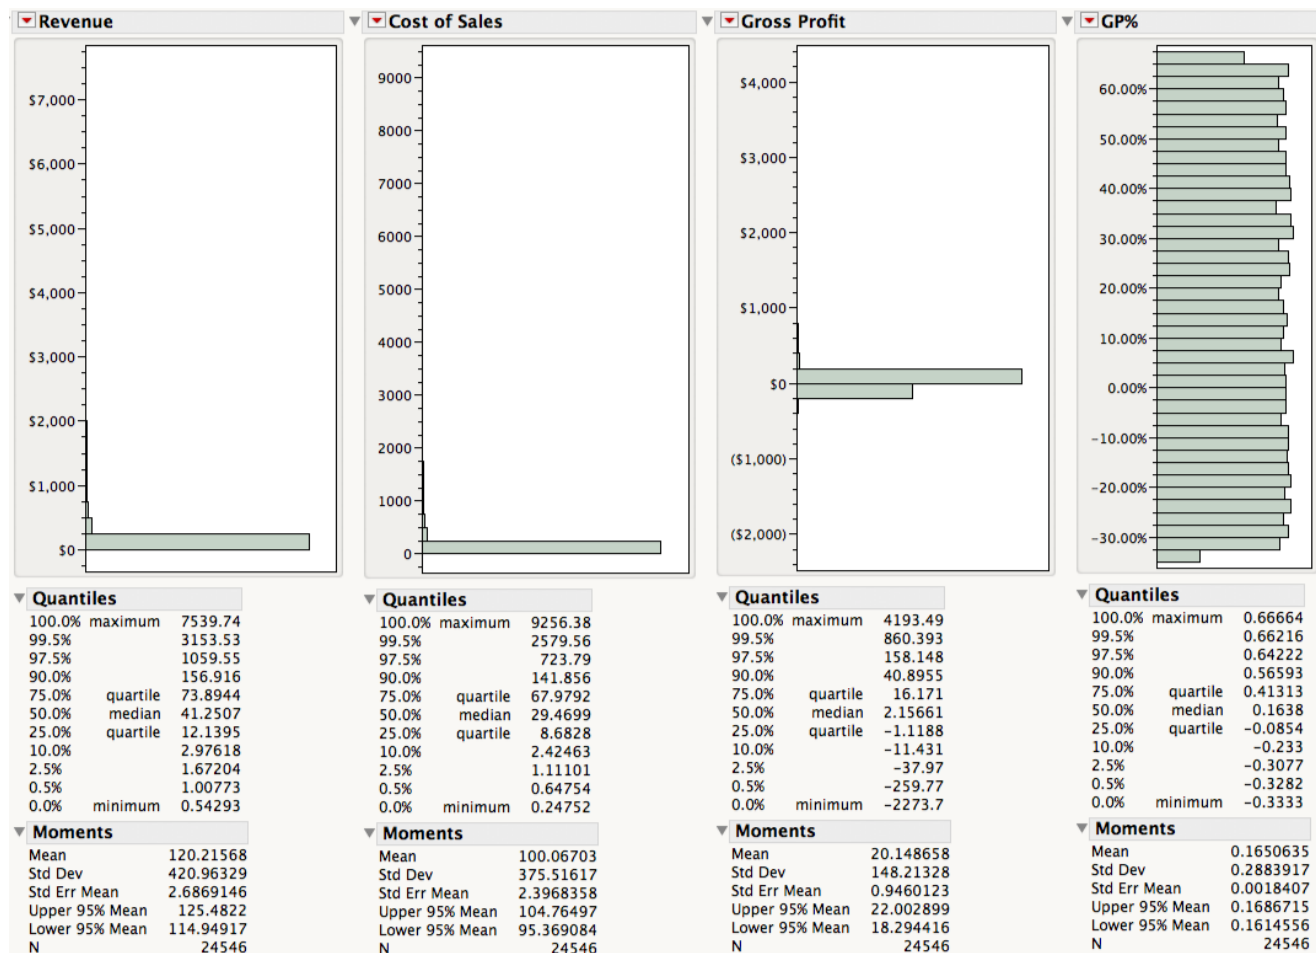 Revenue
$7,000
$6,000
$5,000
$4,000
$3,000
$2,000
$1,000
$0
Quantiles
100.0% maximum 7539.74
99.5% 3153.53
97.5% 1059.55
90.0% 156.916
75.0% quartile 73.8944
50.0% median 41.2507
25.0% quartile 12.1395
10.0% 2.97618
2.5% 1.67204
0.5% 1.00773
0.0% minimum 0.54293
Moments
Mean 120.21568
Std Dev 420.96329
Std Err Mean 2.6869146
Upper 95% Mean 125.4822
Lower 95% Mean 114.94917
N 24546
Cost of Sales
9000
8000
7000
6000
5000
4000
3000
2000
1000
0
Quantiles
100.0% maximum 9256.38
99.5% 2579.56
97.5% 723.79
90.0% 141.856
75.0% quartile 67.9792
50.0% median 29.4699
25.0% quartile 8.6828
10.0% 2.42463
2.5% 1.11101
0.5% 0.64754
0.0% minimum 0.24752
Moments
Mean 100.06703
Std Dev 375.51617
Std Err Mean 2.3968358
Upper 95% Mean 104.76497
Lower 95% Mean 95.369084
N 24546
Gross Profit
$4,000
$3,000
$2,000
$1,000
$0
($1,000)
($2,000)
Quantiles
100.0% maximum 4193.49
99.5% 860.393
97.5% 158.148
90.0% 40.8955
75.0% quartile 16.171
50.0% median 2.15661
25.0% quartile -1.1188
10.0% -11.431
2.5% -37.97
0.5% -259.77
0.0% minimum -2273.7
Moments
Mean 20.148658
Std Dev 148.21328
Std Err Mean 0.9460123
Upper 95% Mean 22.002899
Lower 95% Mean 18.294416
N 24546
GP%
60.00%
50.00%
40.00%
30.00%
20.00%
10.00%
0.00%
-10.00%
-20.00%
-30.00%
Quantiles
100.0% maximum 0.66664
99.5% 0.66216
97.5% 0.64222
90.0% 0.56593
75.0% quartile 0.41313
50.0% median 0.1638
25.0% quartile -0.0854
10.0% -0.233
2.5% -0.3077
0.5% -0.3282
0.0% minimum -0.3333
Moments
Mean 0.1650635
Std Dev 0.2883917
Std Err Mean 0.0018407
Upper 95% Mean 0.1686715
Lower 95% Mean 0.1614556
N 24546